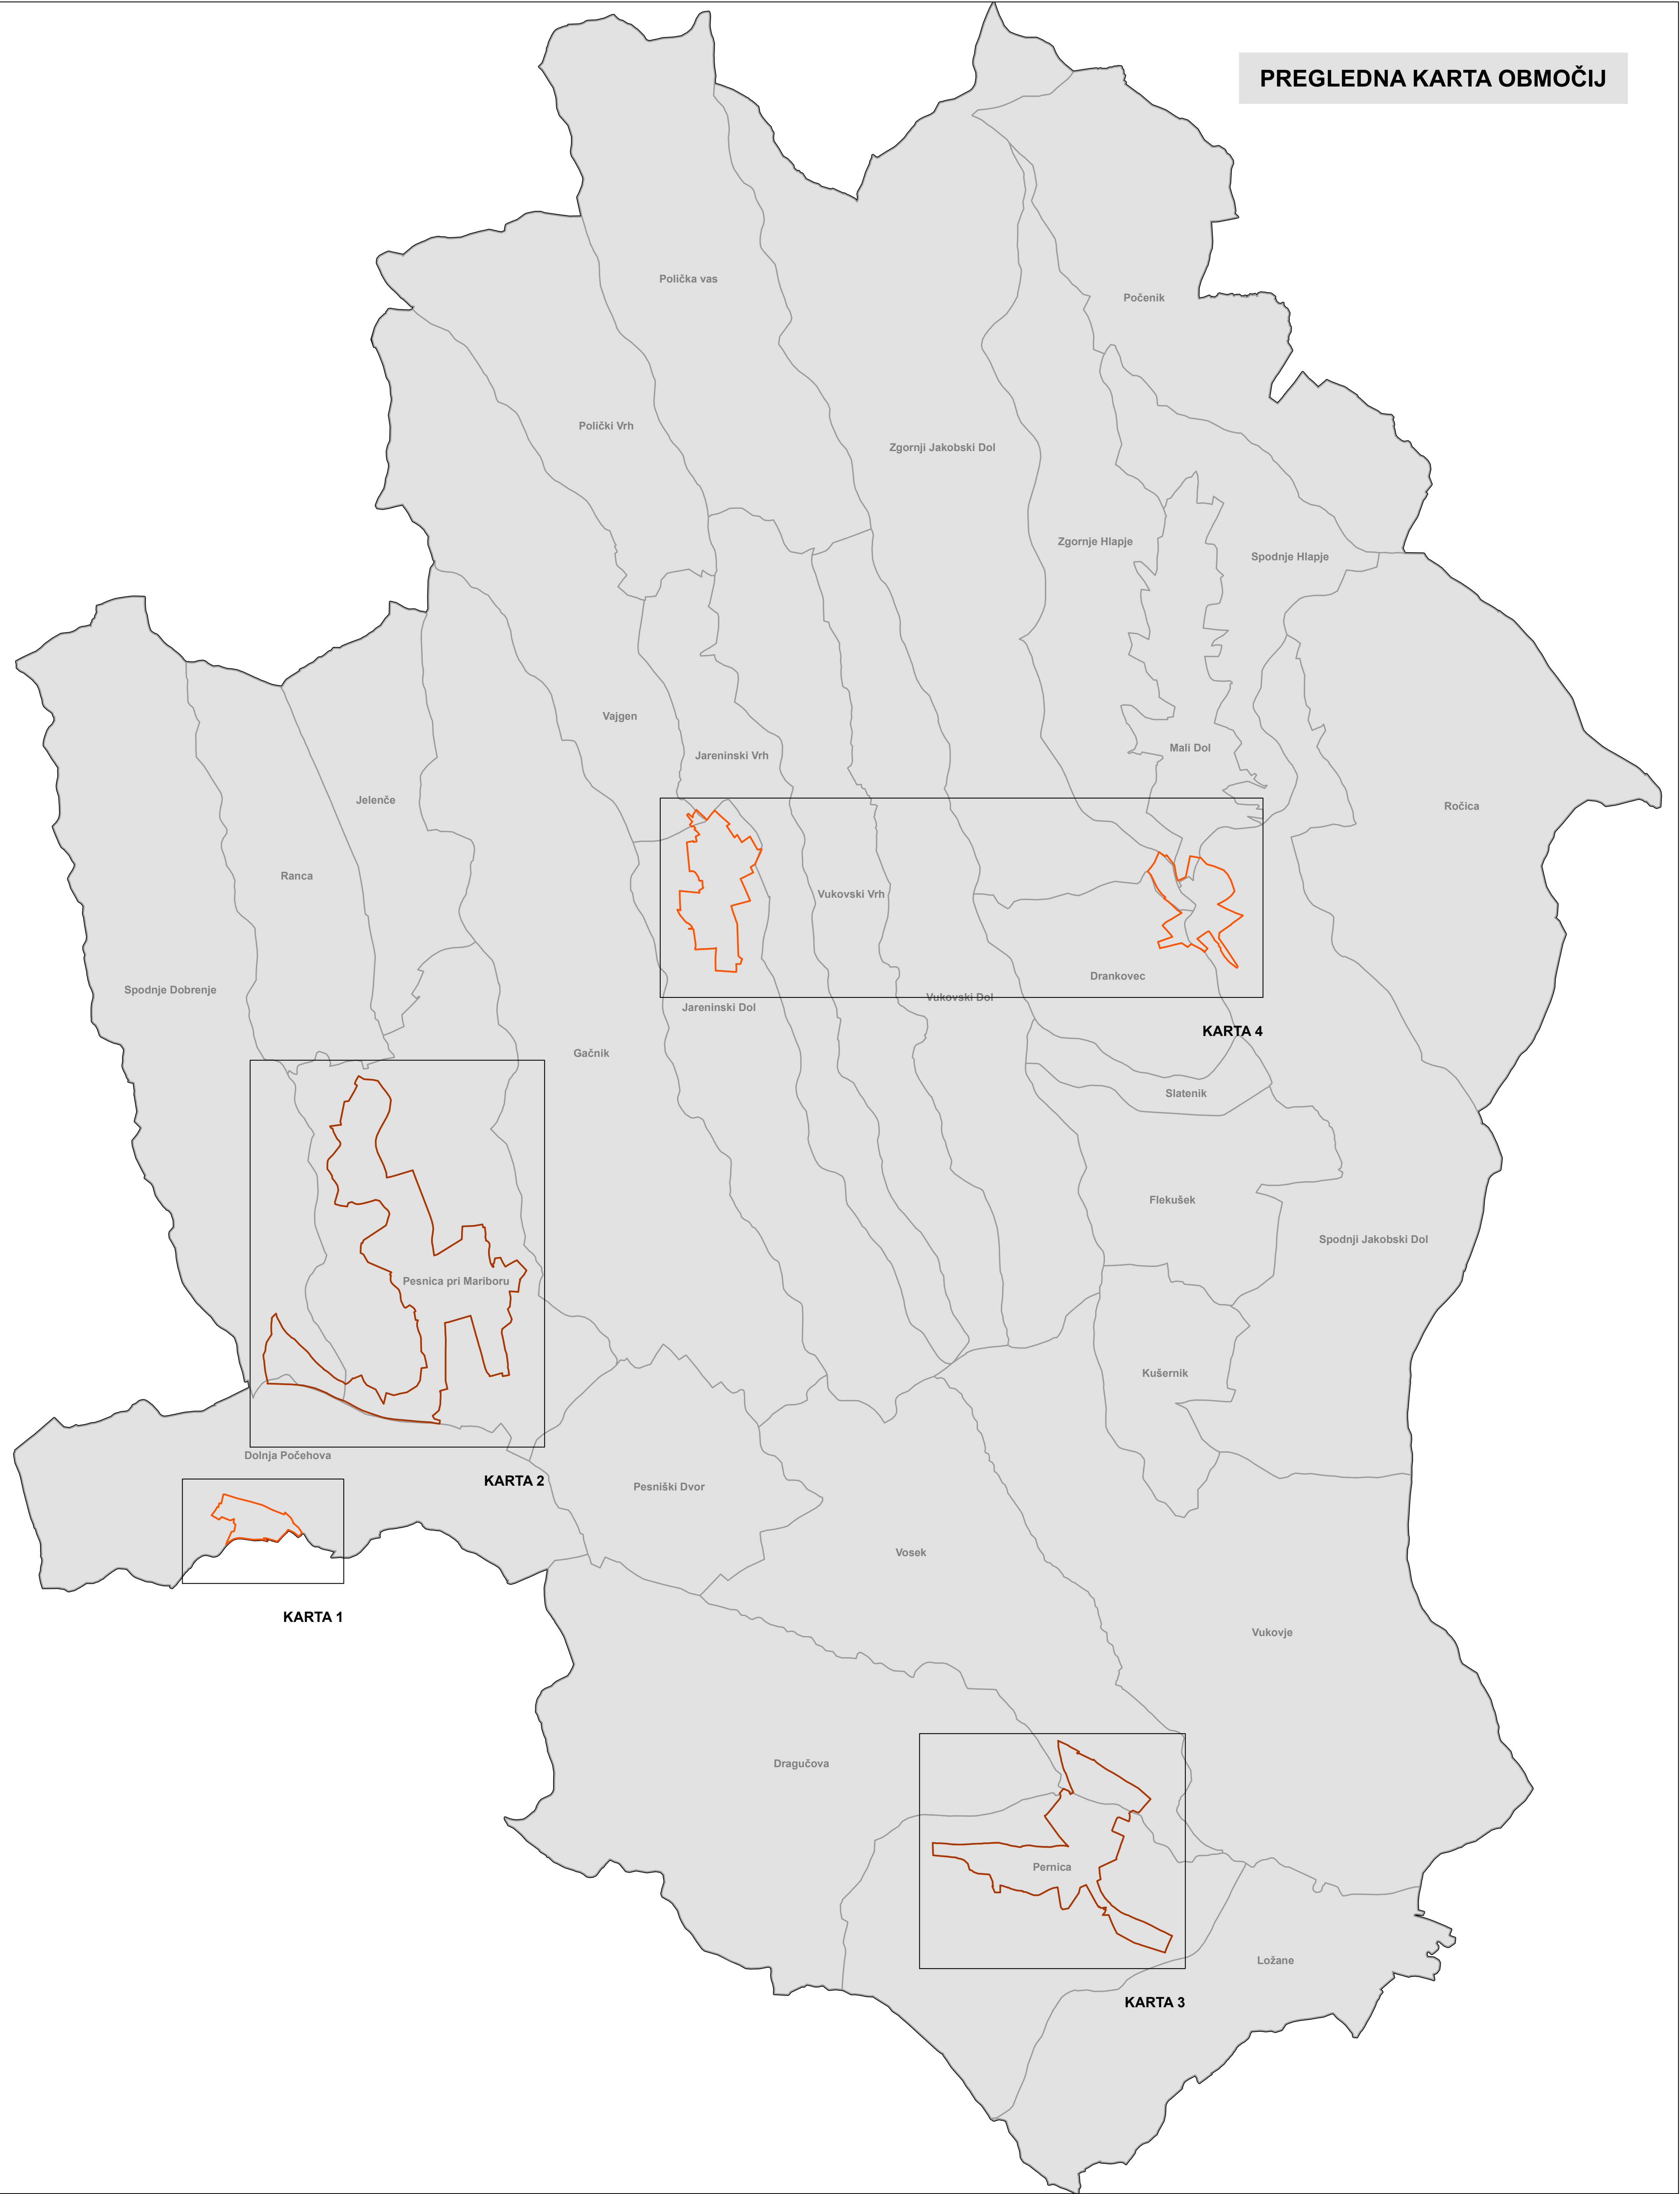 PREGLEDNA KARTA OBMOČIJ
Polička vas
Počenik
Polički Vrh
Zgornji Jakobski Dol
Zgornje Hlapje
Spodnje Hlapje
Vajgen
Jareninski Vrh
Mali Dol
Jelenče
Ročica
Ranca
Vukovski Vrh
Spodnje Dobrenje
Drankovec
Vukovski Dol
Jareninski Dol
KARTA 4
Gačnik
Slatenik
Flekušek
Spodnji Jakobski Dol
Pesnica pri Mariboru
Kušernik
Dolnja Počehova
KARTA 2
Pesniški Dvor
Vosek
KARTA 1
Vukovje
Dragučova
Pernica
Ložane
KARTA 3